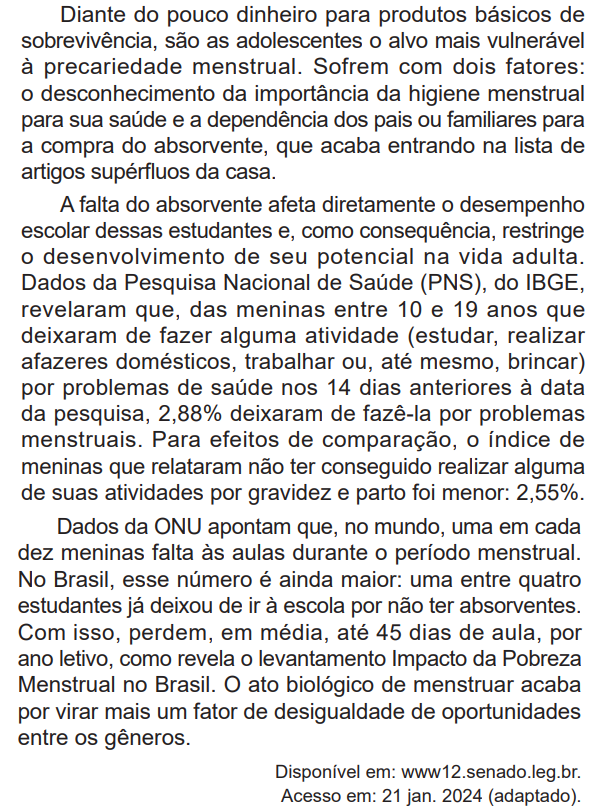 Diante do pouco dinheiro para produtos básicos de
sobrevivência, são as adolescentes o alvo mais vulnerável
à precariedade menstrual. Sofrem com dois fatores:
o desconhecimento da importância da higiene menstrual
para sua saúde e a dependência dos pais ou familiares para
a compra do absorvente, que acaba entrando na lista de
artigos supérfluos da casa.
A falta do absorvente afeta diretamente o desempenho
escolar dessas estudantes e, como consequência, restringe
o desenvolvimento de seu potencial na vida adulta.
Dados da Pesquisa Nacional de Saúde (PNS), do IBGE,
revelaram que, das meninas entre 10 e 19 anos que
deixaram de fazer alguma atividade (estudar, realizar
afazeres domésticos, trabalhar ou, até mesmo, brincar)
por problemas de saúde nos 14 dias anteriores à data
da pesquisa, 2,88% deixaram de fazê-la por problemas
menstruais. Para efeitos de comparação, o índice de
meninas que relataram não ter conseguido realizar alguma
de suas atividades por gravidez e parto foi menor: 2,55%.
Dados da ONU apontam que, no mundo, uma em cada
dez meninas falta às aulas durante o período menstrual.
No Brasil, esse número é ainda maior: uma entre quatro
estudantes já deixou de ir à escola por não ter absorventes.
Com isso, perdem, em média, até 45 dias de aula, por
ano letivo, como revela o levantamento Impacto da Pobreza
Menstrual no Brasil. O ato biológico de menstruar acaba
por virar mais um fator de desigualdade de oportunidades
entre os gêneros.
Disponível em: www12.senado.leg.br.
Acesso em: 21 jan. 2024 (adaptado).